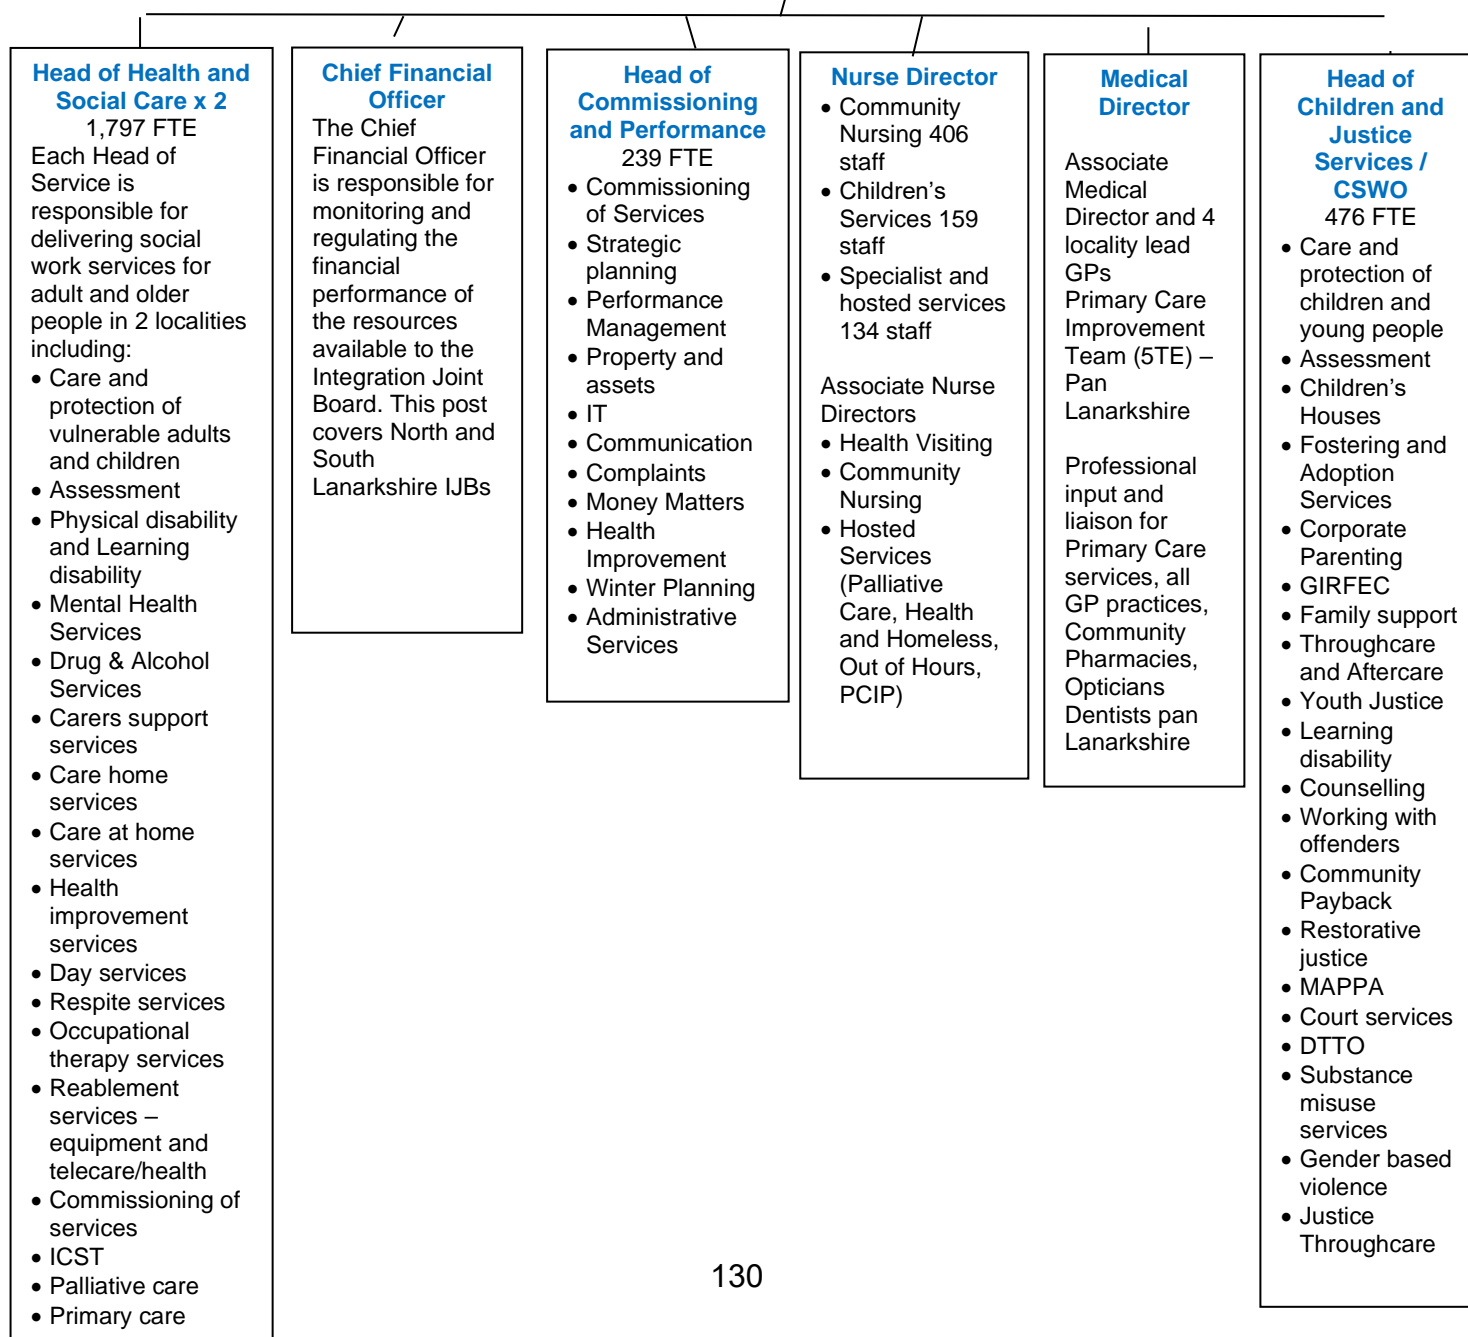 Head of Health and
Social Care x 2
1,797 FTE
Each Head of
Service is
responsible for
delivering social
work services for
adult and older
people in 2 localities
including:
• Care and
protection of
vulnerable adults
and children
• Assessment
• Physical disability
and Learning
disability
• Mental Health
Services
• Drug & Alcohol
Services
• Carers support
services
• Care home
services
• Care at home
services
• Health
improvement
services
• Day services
• Respite services
• Occupational
therapy services
• Reablement
services –
equipment and
telecare/health
• Commissioning of
services
• ICST
• Palliative care
• Primary care
Chief Financial
Officer
The Chief
Financial Officer
is responsible for
monitoring and
regulating the
financial
performance of
the resources
available to the
Integration Joint
Board. This post
covers North and
South
Lanarkshire IJBs
Head of
Commissioning
and Performance
239 FTE
• Commissioning
of Services
• Strategic
planning
• Performance
Management
• Property and
assets
• IT
• Communication
• Complaints
• Money Matters
• Health
Improvement
• Winter Planning
• Administrative
Services
Nurse Director
• Community
Nursing 406
staff
• Children's
Services 159
staff
• Specialist and
hosted services
134 staff
Associate Nurse
Directors
• Health Visiting
• Community
Nursing
• Hosted
Services
(Palliative
Care, Health
and Homeless,
Out of Hours,
PCIP)
Medical
Director
Associate
Medical
Director and 4
locality lead
GPs
Primary Care
Improvement
Team (5TE) –
Pan
Lanarkshire
Professional
input and
liaison for
Primary Care
services, all
GP practices,
Community
Pharmacies,
Opticians
Dentists pan
Lanarkshire
Head of
Children and
Justice
Services /
CSWO
476 FTE
• Care and
protection of
children and
young people
• Assessment
• Children's
Houses
• Fostering and
Adoption
Services
• Corporate
Parenting
• GIRFEC
• Family support
• Throughcare
and Aftercare
• Youth Justice
• Learning
disability
• Counselling
• Working with
offenders
• Community
Payback
• Restorative
justice
• MAPPA
• Court services
• DTTO
• Substance
misuse
services
• Gender based
violence
• Justice
Throughcare
130